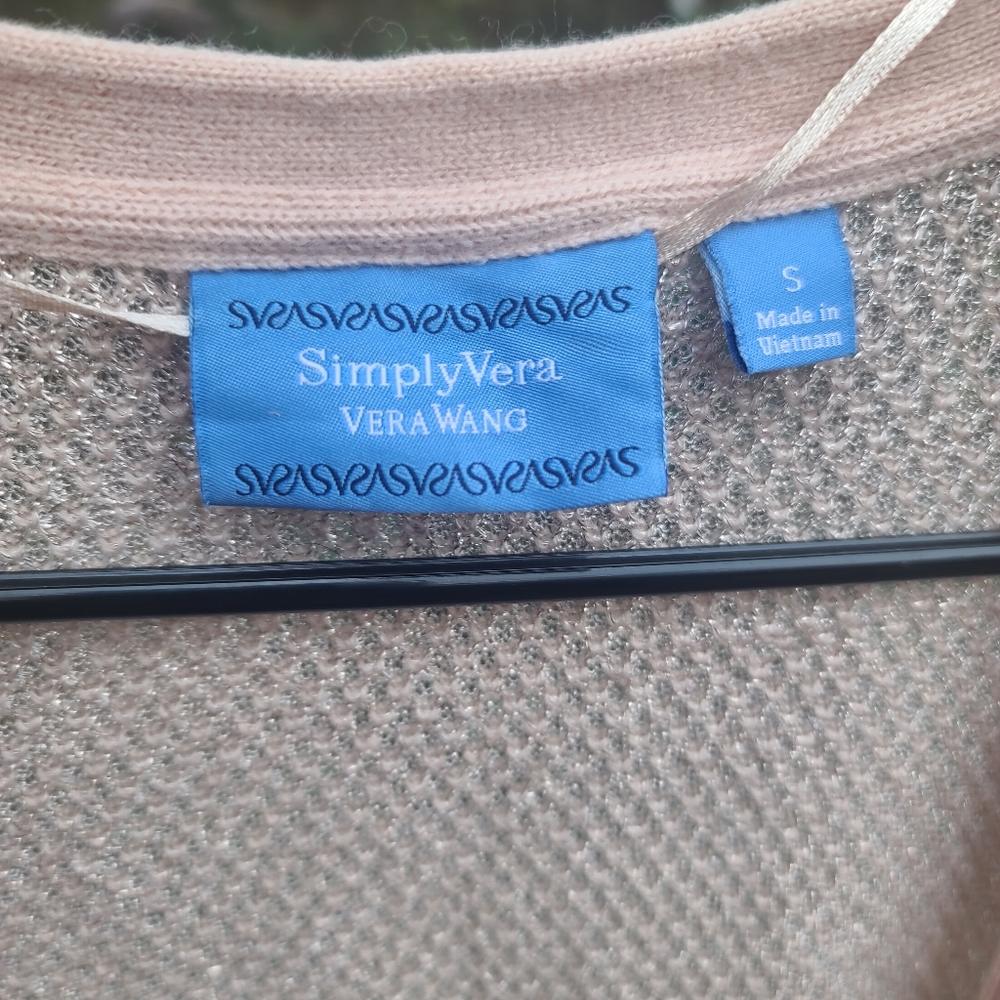 SimplyVera
VERA WANG
S
Made in
Vietnam